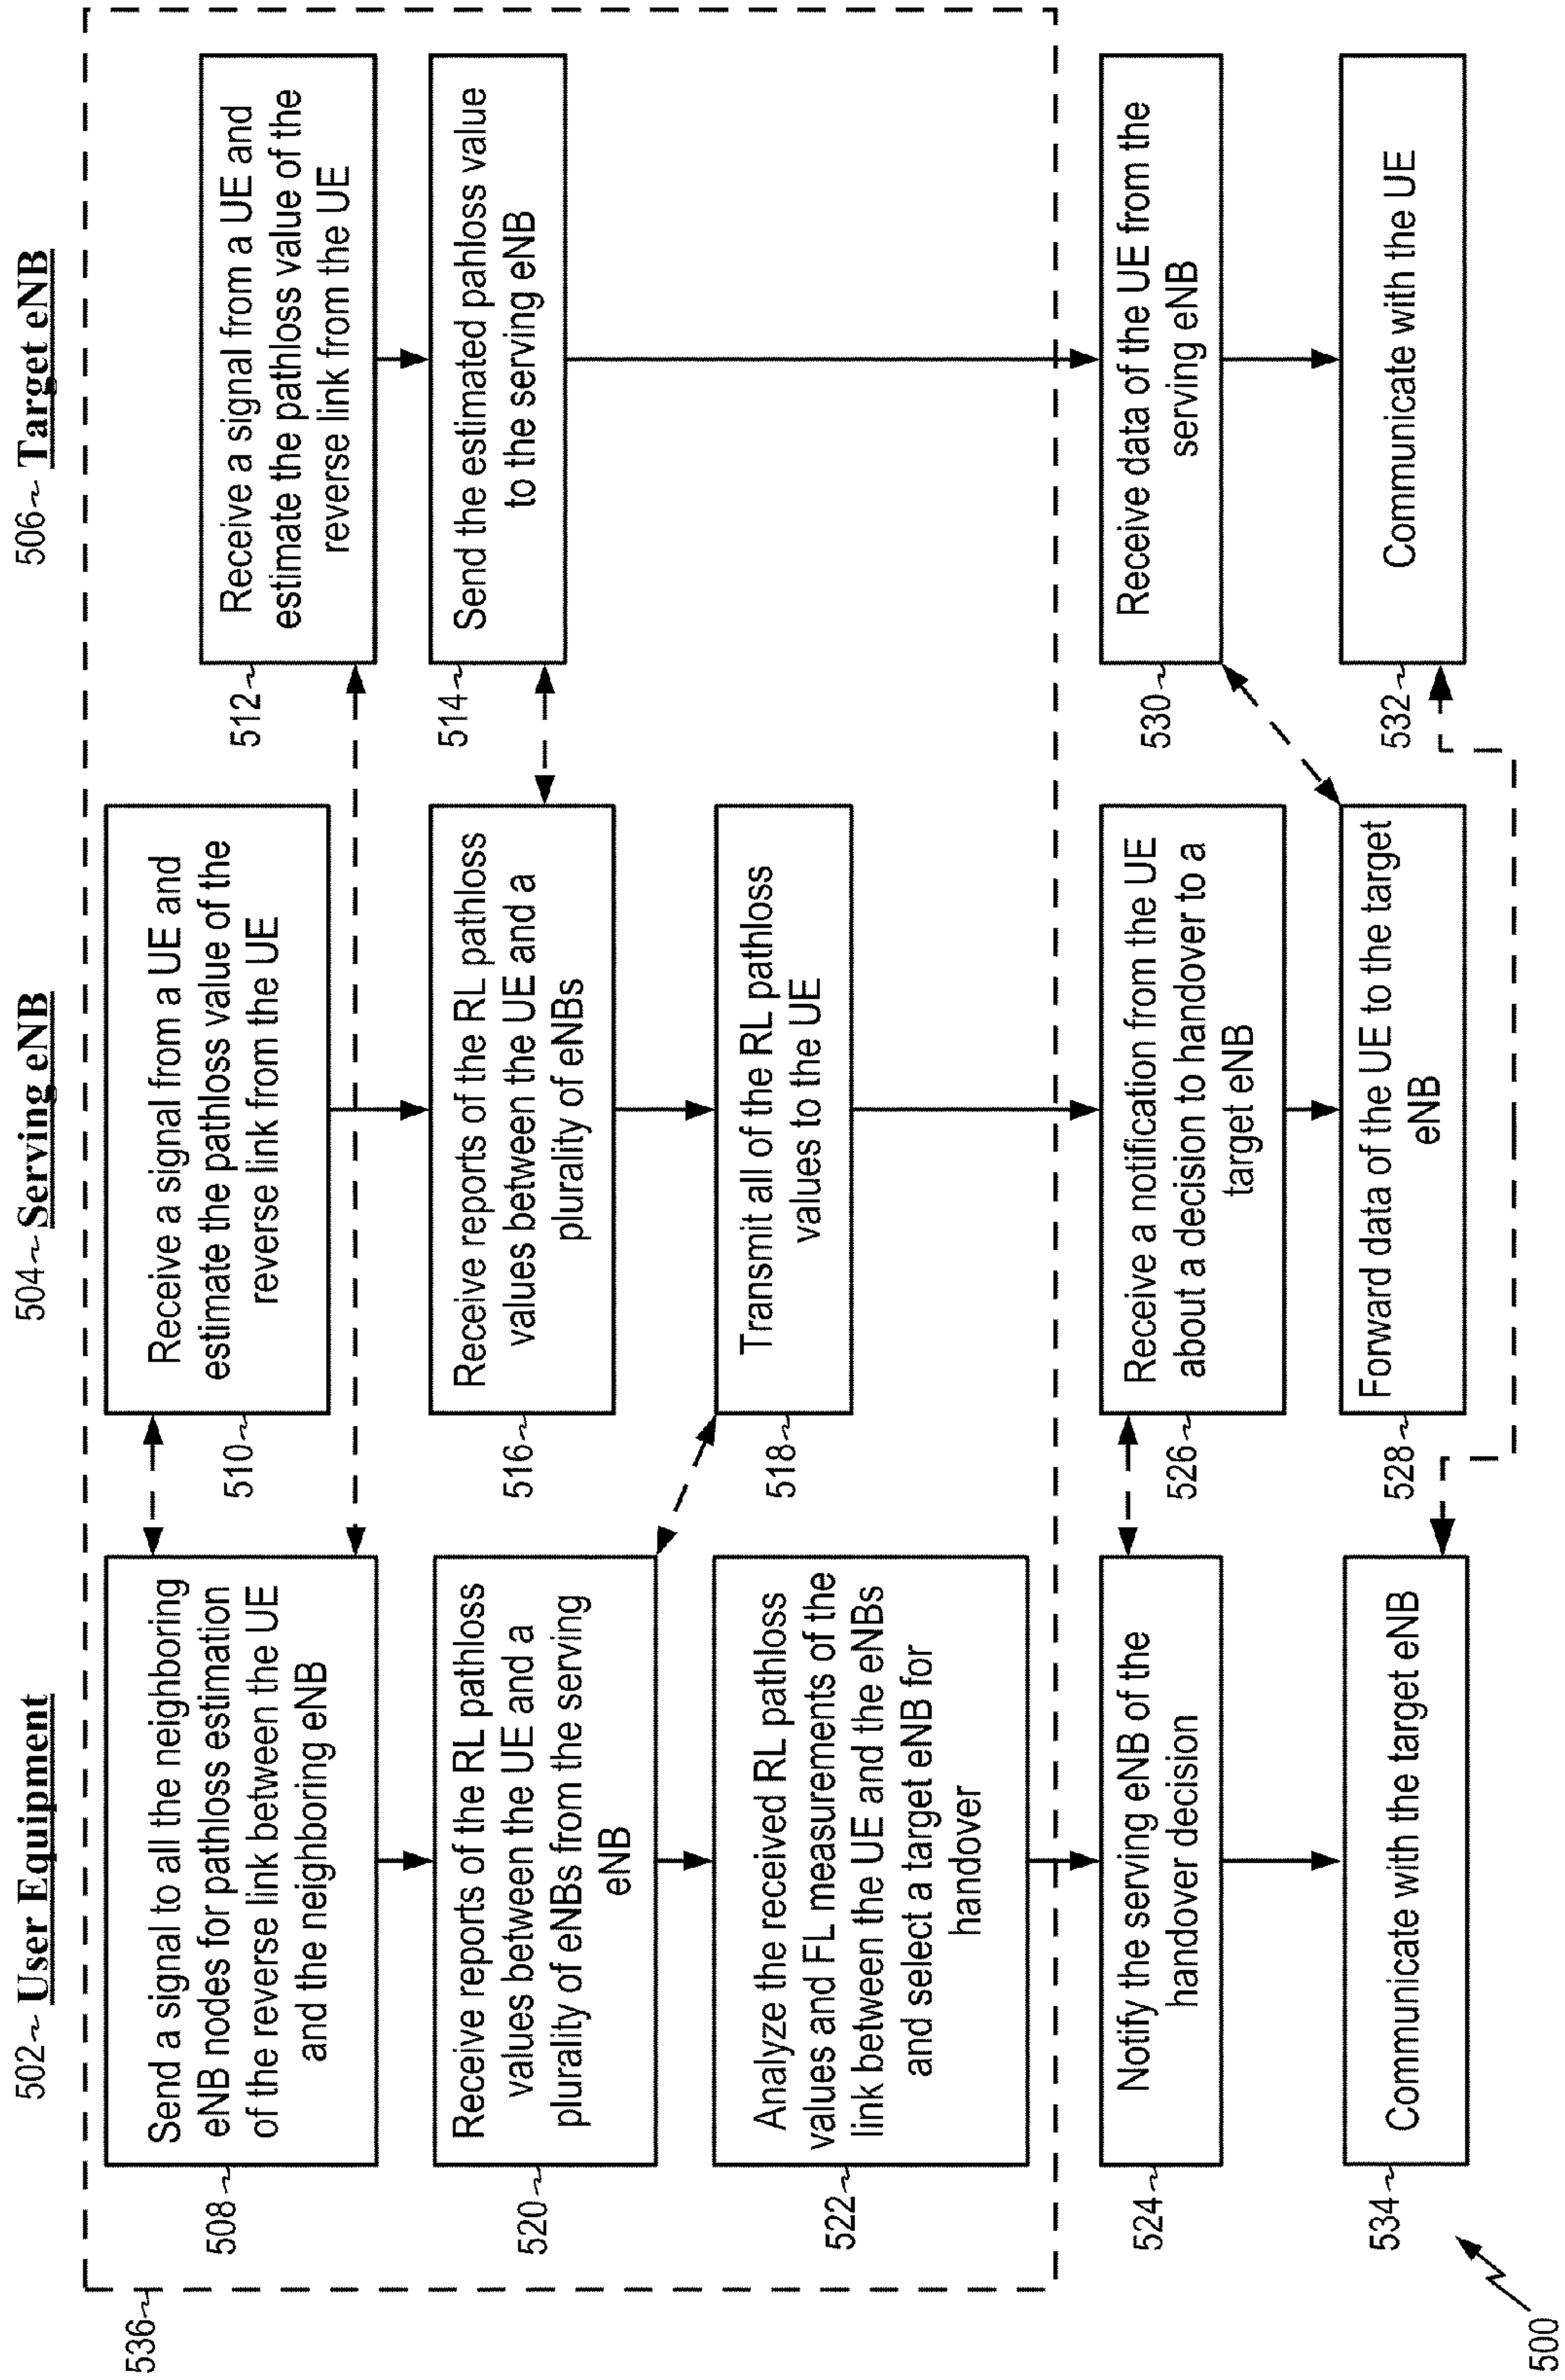 502 User Equipment
504 Serving eNB
506 Target eNB
536
508
Send a signal to all the neighboring
eNB nodes for pathloss estimation
of the reverse link between the UE
and the neighboring eNB
510
Receive a signal from a UE and
estimate the pathloss value of the
reverse link from the UE
512
Receive a signal from a UE and
estimate the pathloss value of the
reverse link from the UE
520
Receive reports of the RL pathloss
values between the UE and a
plurality of eNBs from the serving
eNB
516
Receive reports of the RL pathloss
values between the UE and a
plurality of eNBs
514
Send the estimated pahloss value
to the serving eNB
522
Analyze the received RL pathloss
values and FL measurements of the
link between the UE and the eNBs
and select a target eNB for
handover
518
Transmit all of the RL pathloss
values to the UE
524
Notify the serving eNB of the
handover decision
526
Receive a notification from the UE
about a decision to handover to a
target eNB
530
Receive data of the UE from the
serving eNB
534
Communicate with the target eNB
528
Forward data of the UE to the target
eNB
532
Communicate with the UE
500